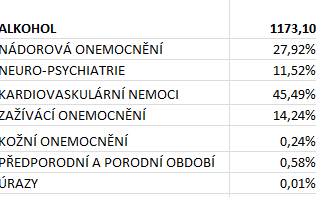 ALKOHOL 1173,10
NÁDOROVÁ ONEMOCNĚNÍ 27,92%
NEURO-PSYCHIATRIE 11,52%
KARDIOVASKULÁRNÍ NEMOCI 45,49%
ZAŽÍVÁCÍ ONEMOCNĚNÍ 14,24%
KOŽNÍ ONEMOCNĚNÍ 0,24%
PŘEDPORODNÍ A PORODNÍ OBDOBÍ 0,58%
ÚRAZY 0,01%